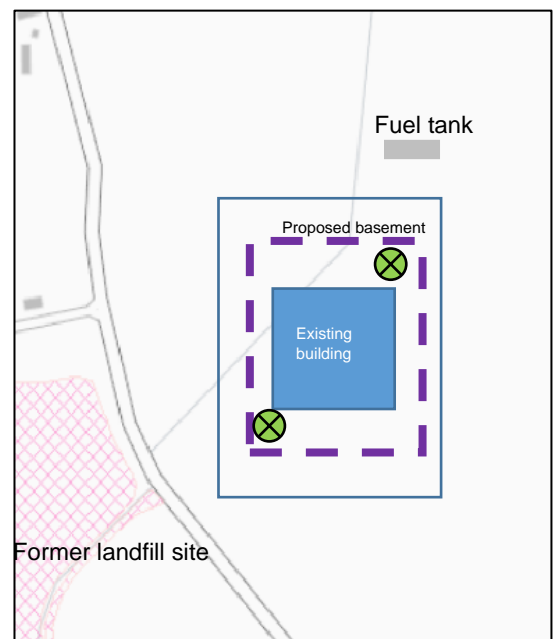 Fuel tank
Proposed basement
Existing
building
Former landfill site